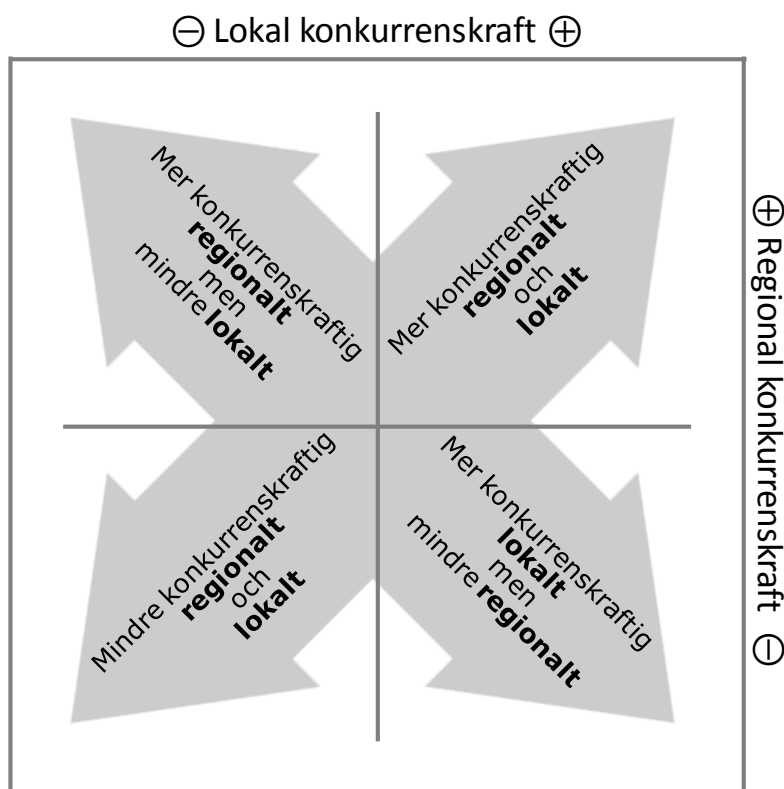 ⊖ Lokal konkurrenskraft ⊕
Mer konkurrenskraftig
regionalt
men
mindre lokalt
Mer konkurrenskraftig
regionalt
och
lokalt
⊕ Regional konkurrenskraft ⊖
Mindre konkurrenskraftig
regionalt
och
lokalt
Mer konkurrenskraftig
lokalt
men
mindre regionalt